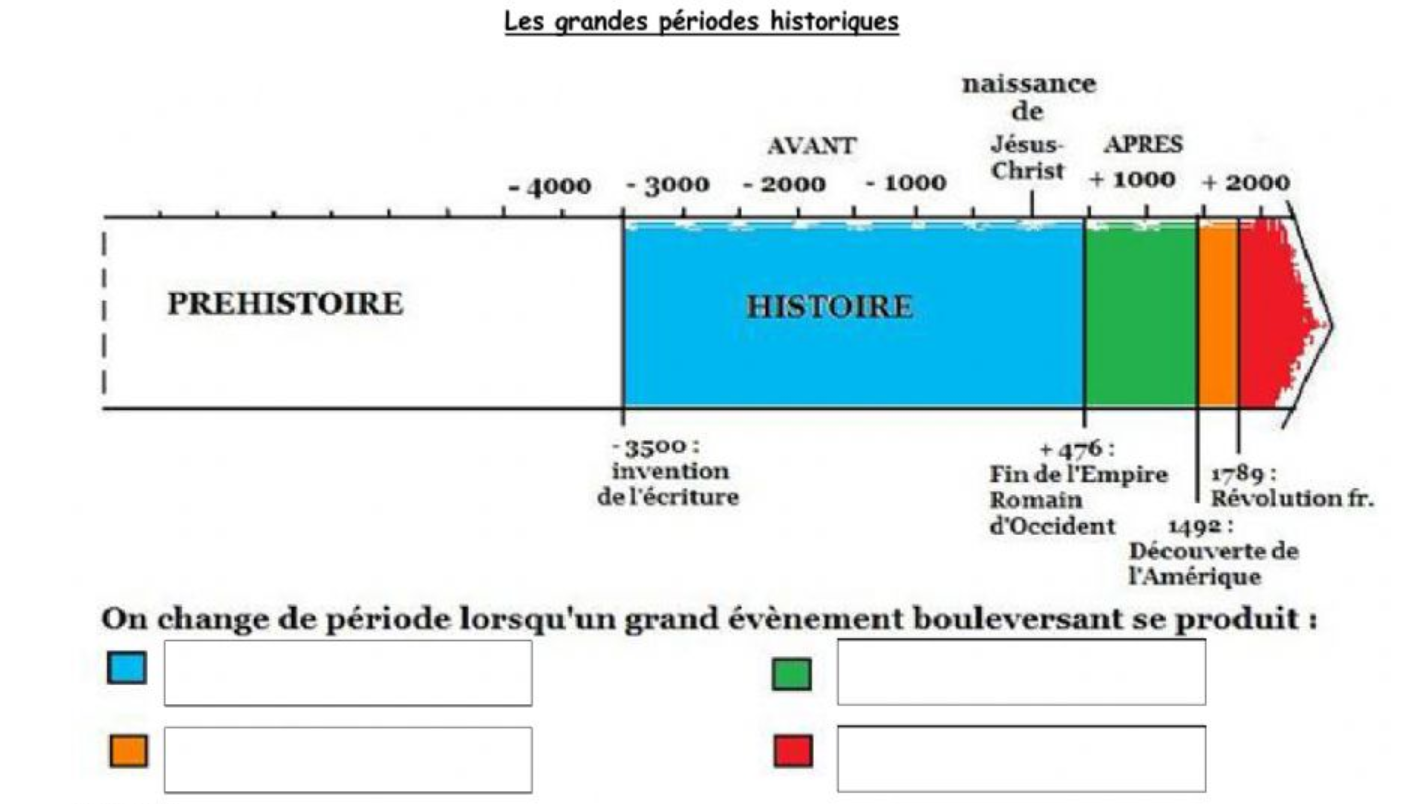 Les grandes périodes historiques
naissance
de
Jésus-
Christ
AVANT
APRES
- 4000 - 3000 - 2000 - 1000 + 1000 + 2000
PREHISTOIRE
HISTOIRE
- 3500 :
invention
de l'écriture
+ 476 :
Fin de l'Empire
Romain
d'Occident
1492 :
Découverte de
l'Amérique
1789 :
Révolution fr.
On change de période lorsqu'un grand évènement bouleversant se produit :